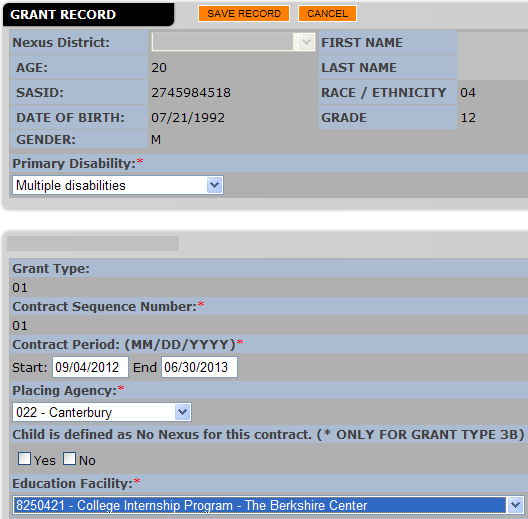 GRANT RECORD SAVE RECORD CANCEL
Nexus District: FIRST NAME
AGE: 20 LAST NAME
SASID: 2745984518 RACE / ETHNICITY 04
DATE OF BIRTH: 07/21/1992 GRADE 12
GENDER: M
Primary Disability:*
Multiple disabilities
Grant Type:
01
Contract Sequence Number:*
01
Contract Period: (MM/DD/YYYY)*
Start: 09/04/2012 End 06/30/2013
Placing Agency:*
022 - Canterbury
Child is defined as No Nexus for this contract. (* ONLY FOR GRANT TYPE 3B)
Yes No
Education Facility:*
8250421 - College Internship Program - The Berkshire Center